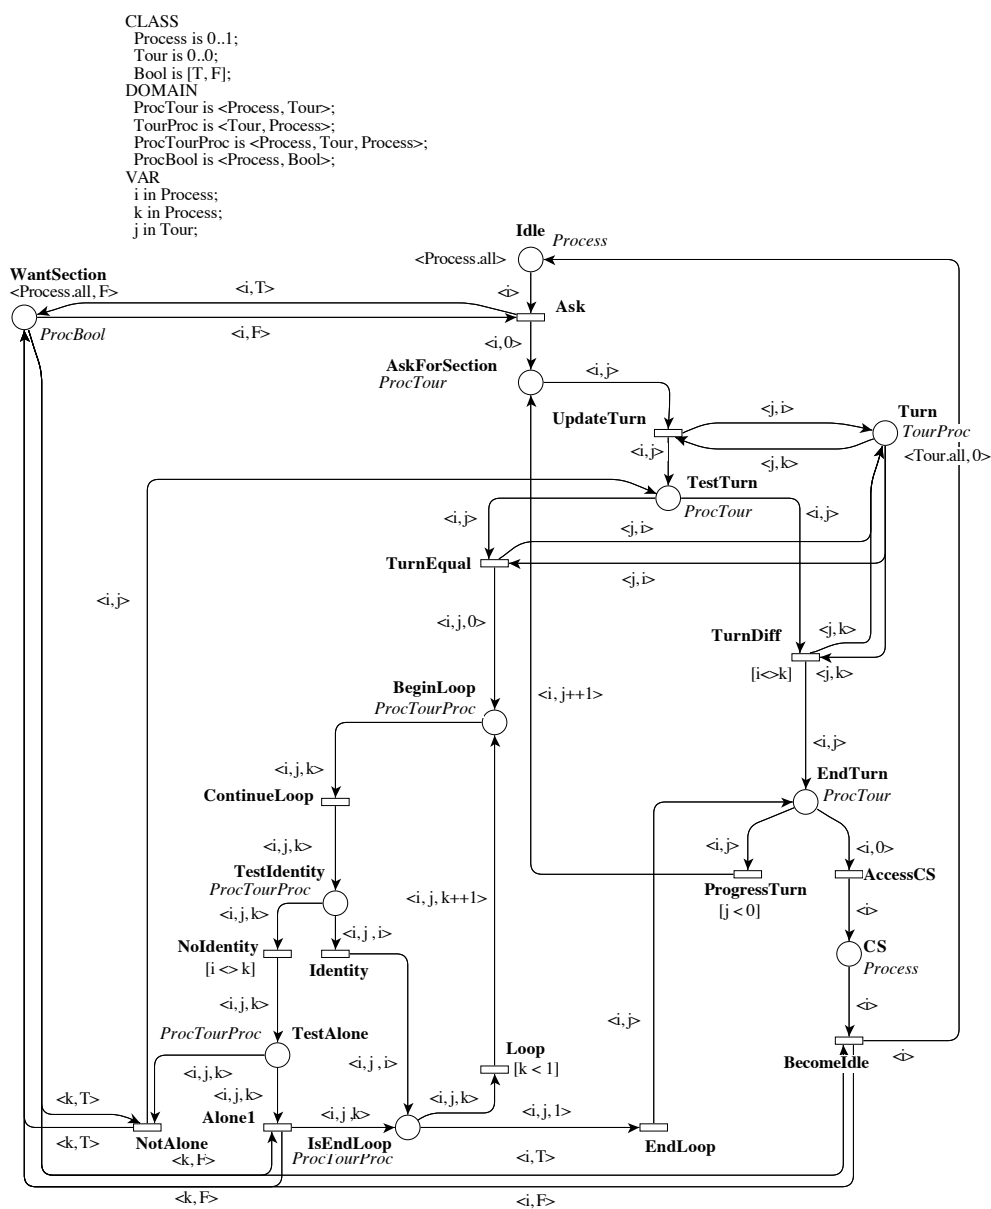 CLASS
Process is 0..1;
Tour is 0..0;
Bool is [T, F];
DOMAIN
ProcTour is <Process, Tour>;
TourProc is <Tour, Process>;
ProcTourProc is <Process, Tour, Process>;
ProcBool is <Process, Bool>;
VAR
i in Process;
k in Process;
j in Tour;
Idle
Process
<Process.all>
WantSection
<Process.all, F>
<i, T>
<i>
Ask
ProcBool
<i, F>
<i, 0>
AskForSection
ProcTour
<i, j>
UpdateTurn
<j, i>
Turn
TourProc
<Tour.all, 0>
<i, j>
<j, k>
TestTurn
ProcTour
<i, j>
<i, j>
<j, i>
TurnEqual
<j, i>
<i, j>
<i, j, 0>
TurnDiff
<j, k>
[i<>k]
<j, k>
BeginLoop
ProcTourProc
<i, j++1>
<i, j>
<i, j, k>
ContinueLoop
EndTurn
ProcTour
<i, j, k>
<i, j>
<i, 0>
TestIdentity
ProcTourProc
AccessCS
ProgressTurn
[j < 0]
<i, j, k++1>
<i, j, k>
<i>
<i, j , i>
NoIdentity
[i <> k]
Identity
CS
Process
<i, j, k>
<i>
<i, j>
ProcTourProc
TestAlone
<i, j , i>
Loop
[k < 1]
BecomeIdle
<i>
<i, j, k>
<i, j, k>
<k, T>
Alone1
<i, j ,k>
<i, j, k>
<i, j, 1>
<k, T>
NotAlone
IsEndLoop
ProcTourProc
EndLoop
<k, F>
<i, T>
<k, F>
<i, F>